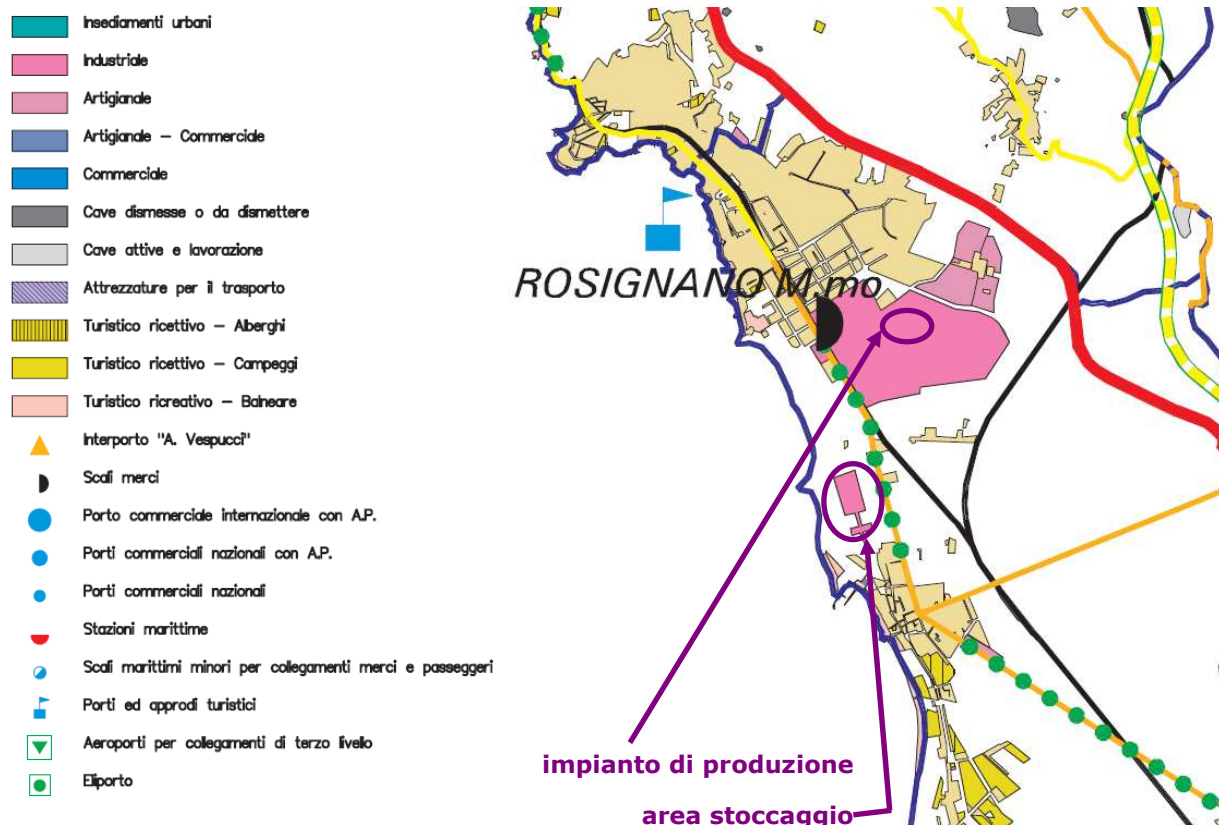 Insediamenti urbani
Industriale
Artigianale
Artigianale – Commerciale
Commerciale
Cave dismesse o da dismettere
Cave attive e lavorazione
Attrezzature per il trasporto
Turistico ricettivo – Alberghi
Turistico ricettivo – Campeggi
Turistico ricreativo – Balneare
Interporto "A. Vespucci"
Scali merci
Porto commerciale internazionale con A.P.
Porti commerciali nazionali con A.P.
Porti commerciali nazionali
Stazioni marittime
Scali marittimi minori per collegamenti merci e passeggeri
Porti ed approdi turistici
Aeroporti per collegamenti di terzo livello
Eliporto
ROSIGNANO M.mo
impianto di produzione
area stoccaggio